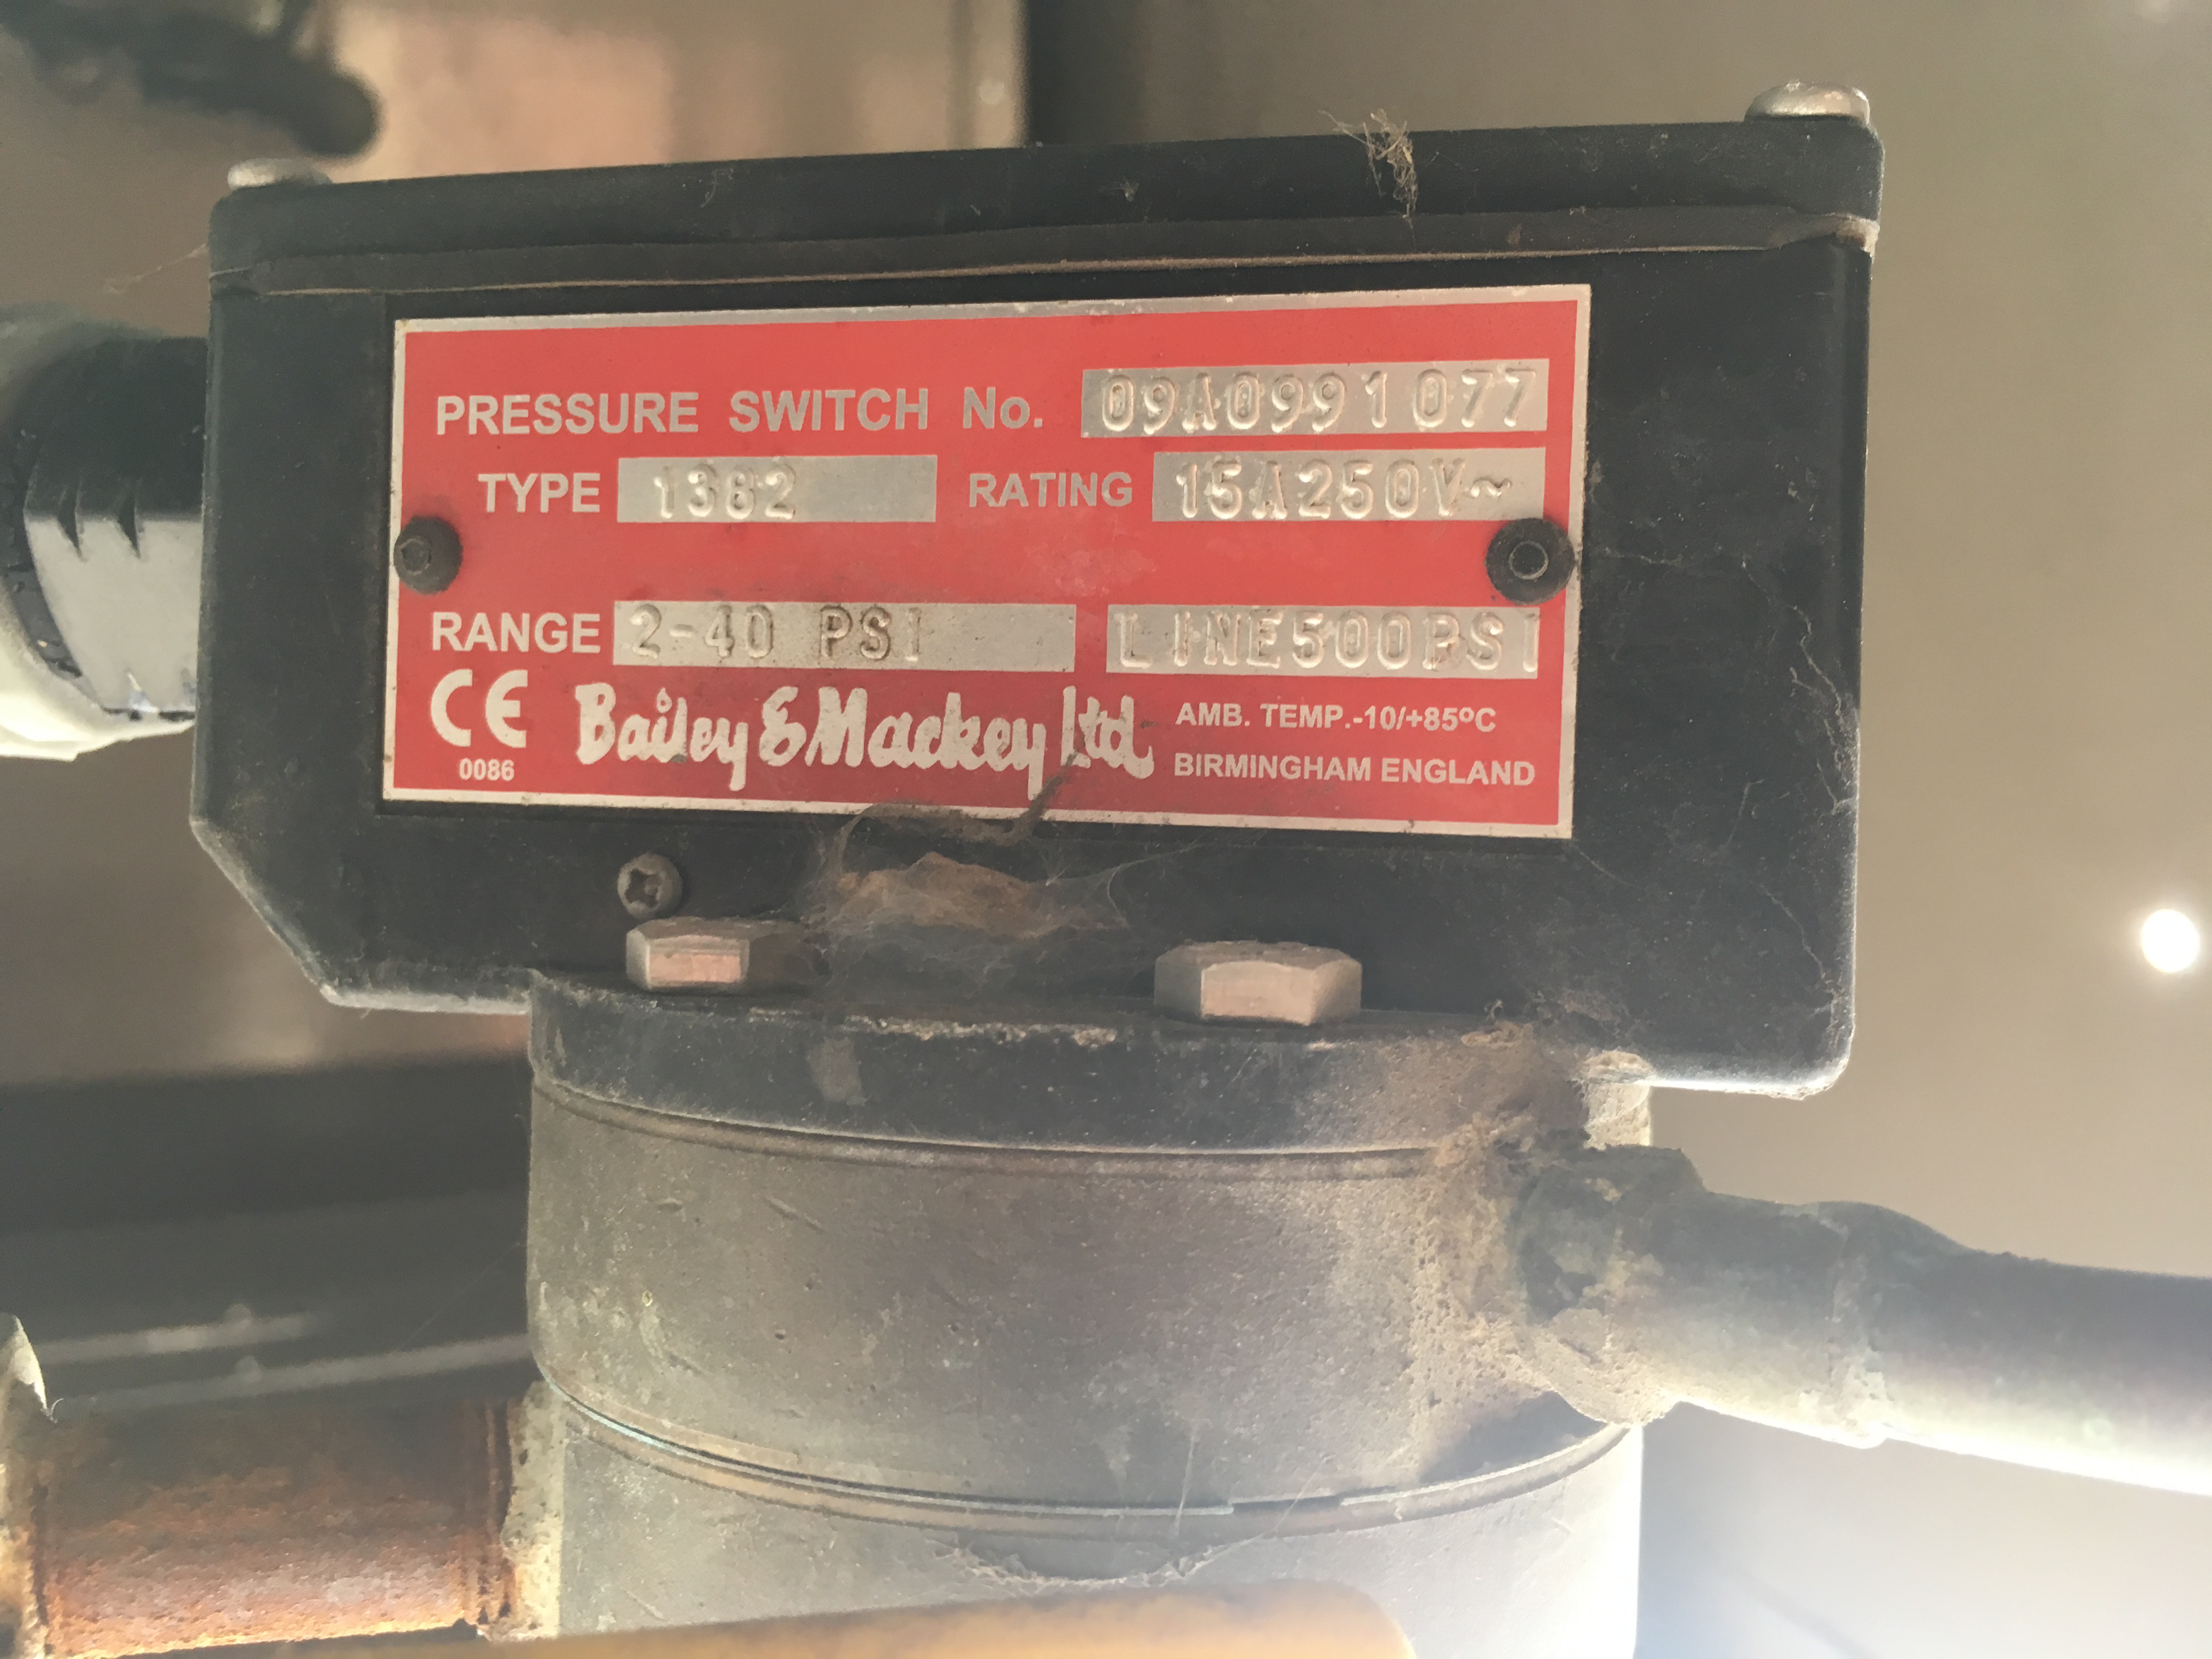 PRESSURE SWITCH No. 09A0991077
TYPE 1382 RATING 15A250V~
RANGE 2-40 PSI LINE500PSI
CE 0086 Bailey & Mackey Ltd AMB. TEMP.-10/+85ºC
BIRMINGHAM ENGLAND